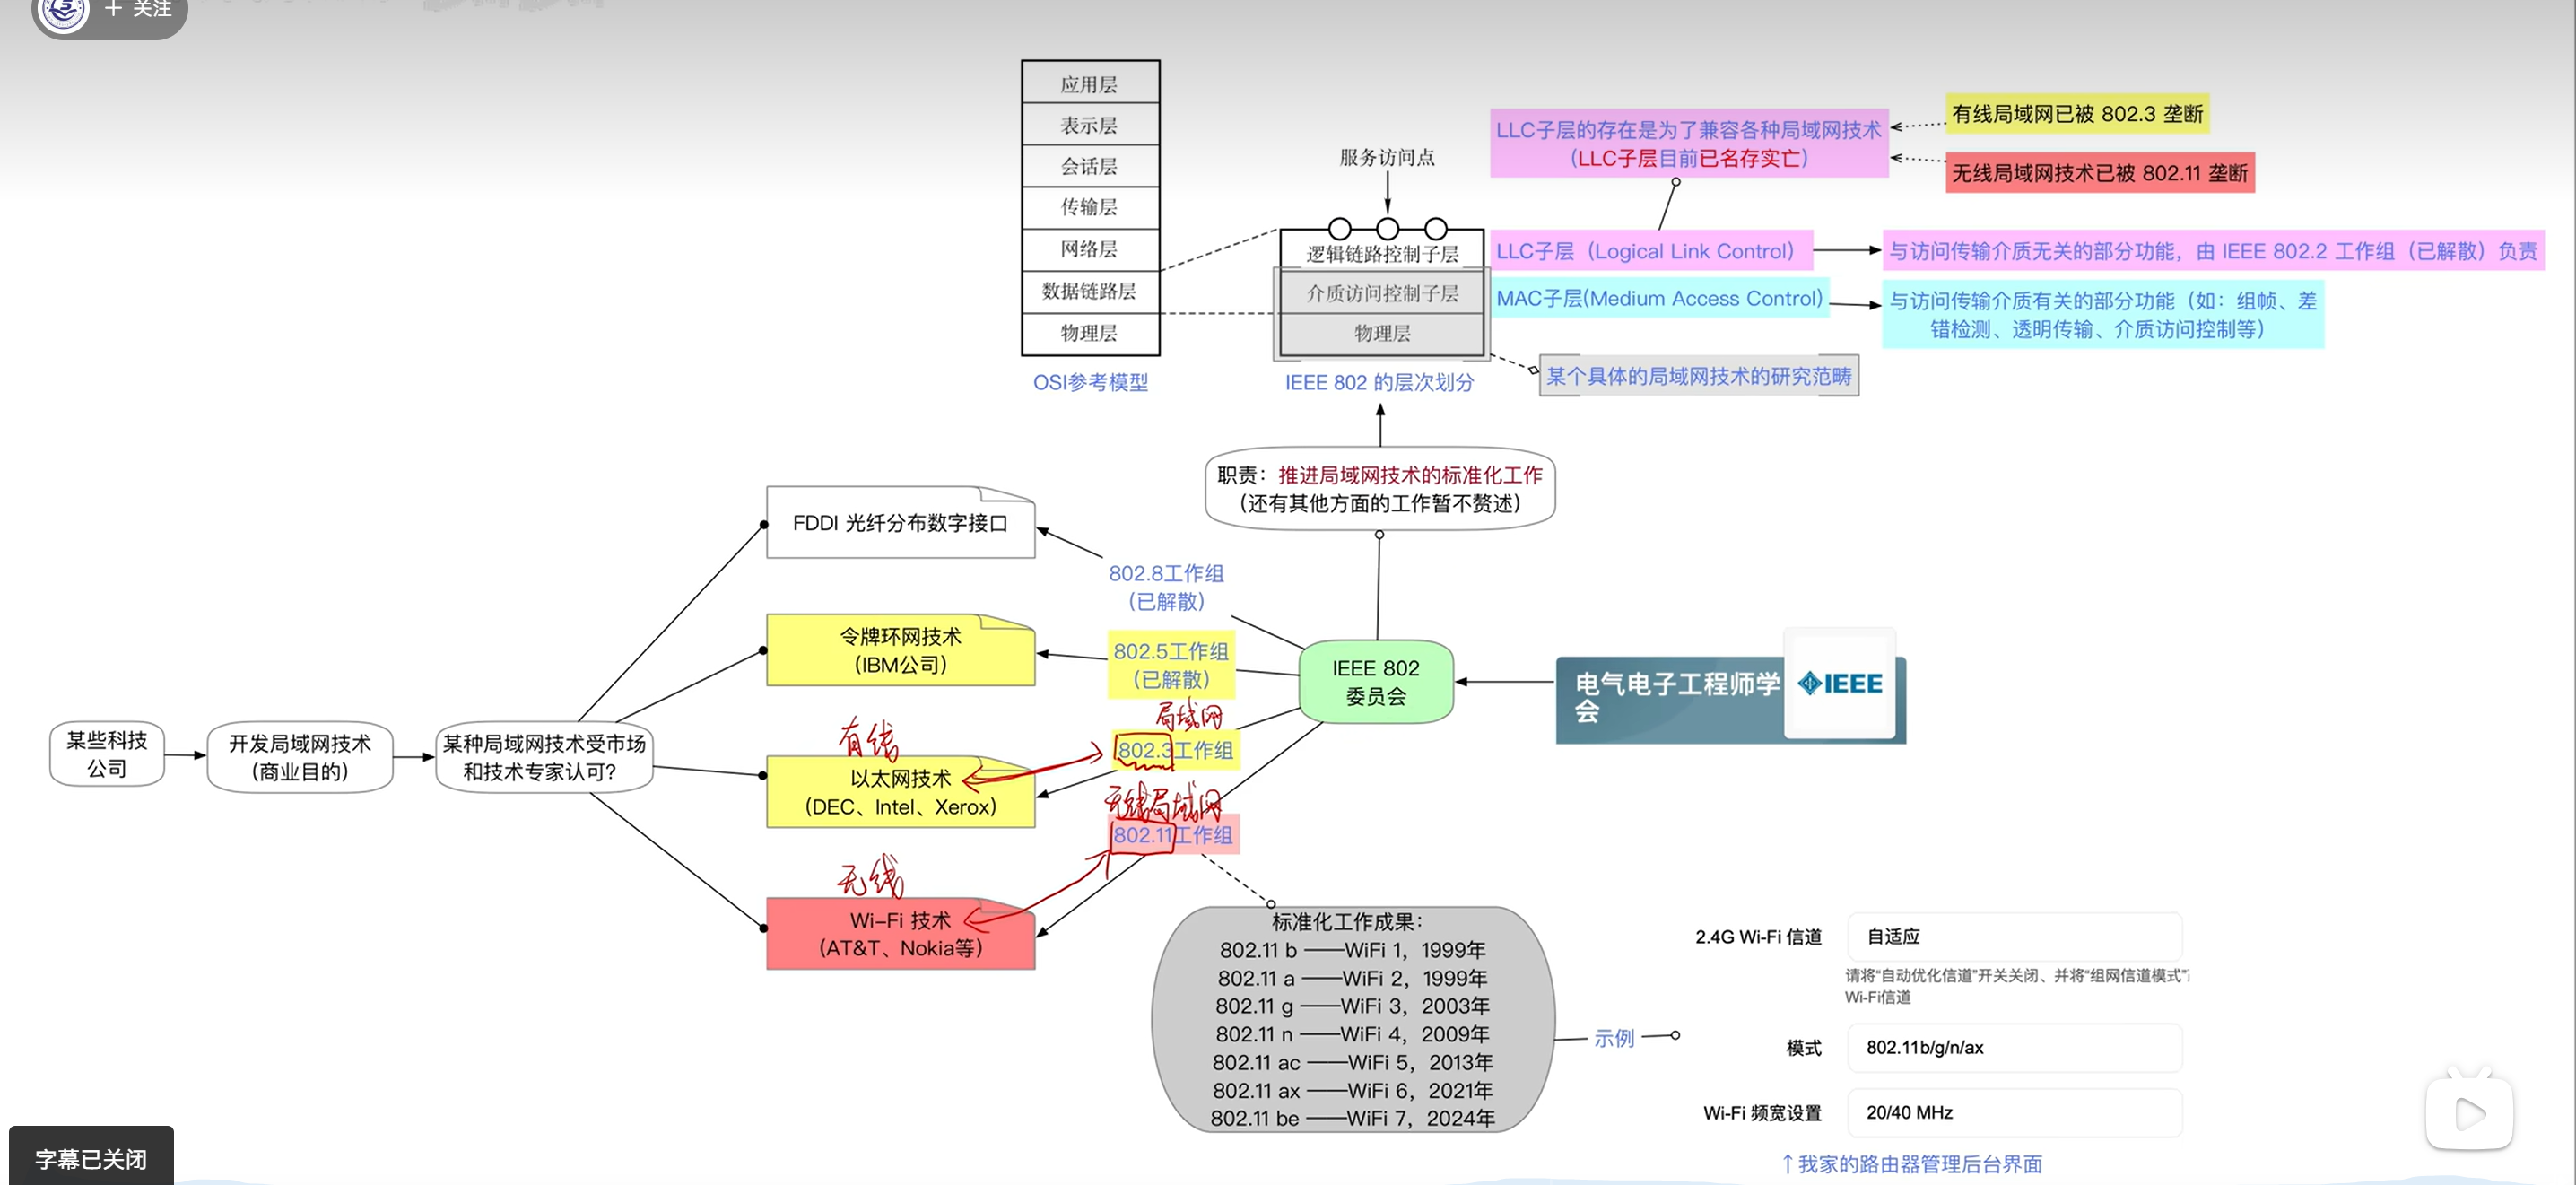 + 关注
应用层
表示层
会话层
传输层
网络层
数据链路层
物理层
OSI参考模型
服务访问点
逻辑链路控制子层
介质访问控制子层
物理层
IEEE 802 的层次划分
LLC子层的存在是为了兼容各种局域网技术
(LLC子层目前已名存实亡)
有线局域网已被 802.3 垄断
无线局域网技术已被 802.11 垄断
LLC子层（Logical Link Control）
与访问传输介质无关的部分功能，由 IEEE 802.2 工作组（已解散）负责
MAC子层(Medium Access Control)
与访问传输介质有关的部分功能（如：组帧、差
错检测、透明传输、介质访问控制等）
某个具体的局域网技术的研究范畴
职责：推进局域网技术的标准化工作
(还有其他方面的工作暂不赘述)
FDDI 光纤分布数字接口
802.8工作组
(已解散)
令牌环网技术
(IBM公司)
802.5工作组
(已解散)
IEEE 802
委员会
电气电子工程师学
会
IEEE
某些科技
公司
开发局域网技术
(商业目的)
某种局域网技术受市场
和技术专家认可?
有线
局域网
以太网技术
(DEC、Intel、Xerox)
802.3工作组
无线局域网
802.11工作组
无线
Wi-Fi 技术
(AT&T、Nokia等)
标准化工作成果：
802.11 b ——WiFi 1，1999年
802.11 a ——WiFi 2，1999年
802.11 g ——WiFi 3，2003年
802.11 n ——WiFi 4，2009年
802.11 ac ——WiFi 5，2013年
802.11 ax ——WiFi 6，2021年
802.11 be ——WiFi 7，2024年
示例
2.4G Wi-Fi 信道
自适应
请将“自动优化信道”开关关闭、并将“组网信道模式”
Wi-Fi信道
模式
802.11b/g/n/ax
Wi-Fi 频宽设置
20/40 MHz
↑我家的路由器管理后台界面
字幕已关闭